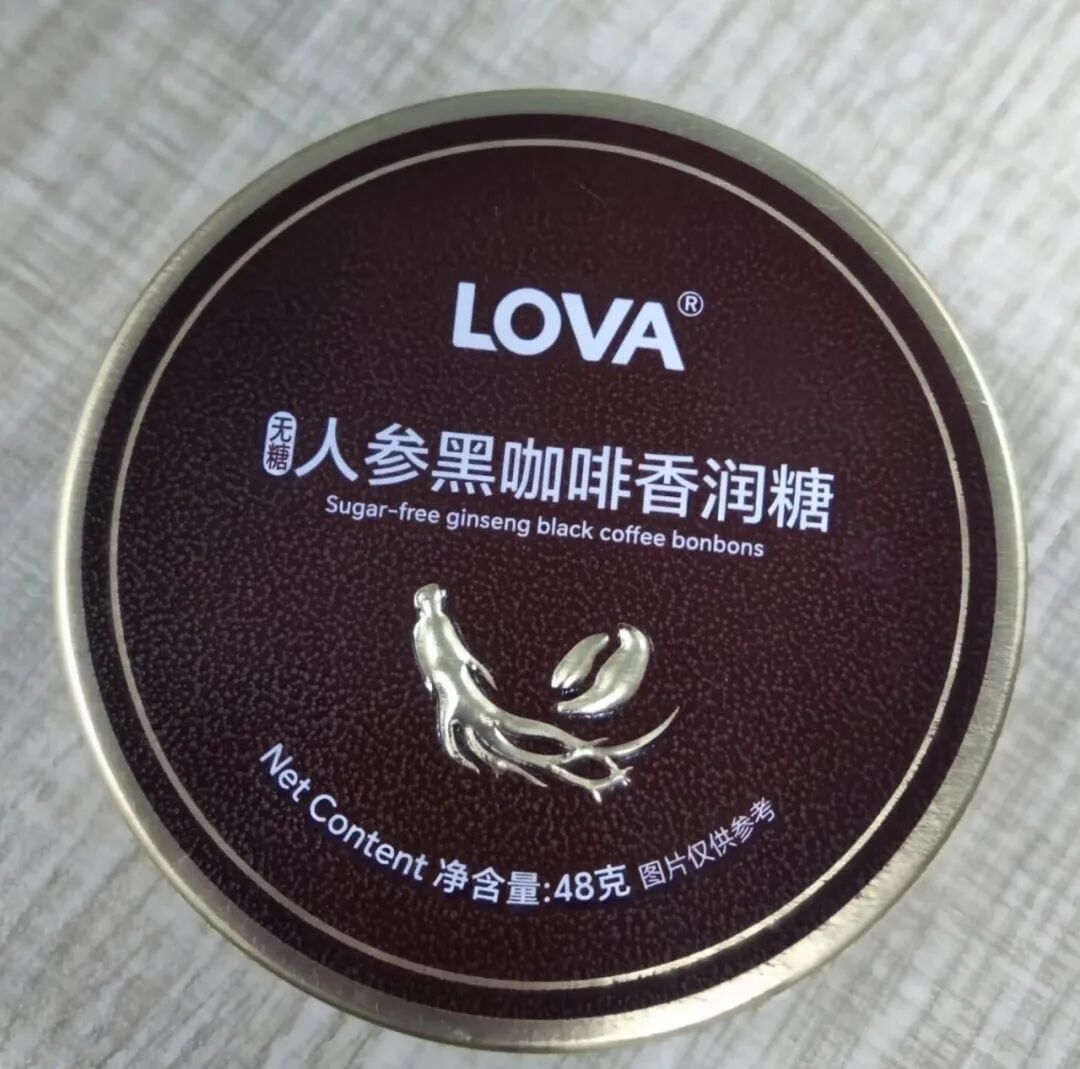 LOVA®
无糖 人参黑咖啡香润糖
Sugar-free ginseng black coffee bonbons
Net Content 净含量:48克 图片仅供参考